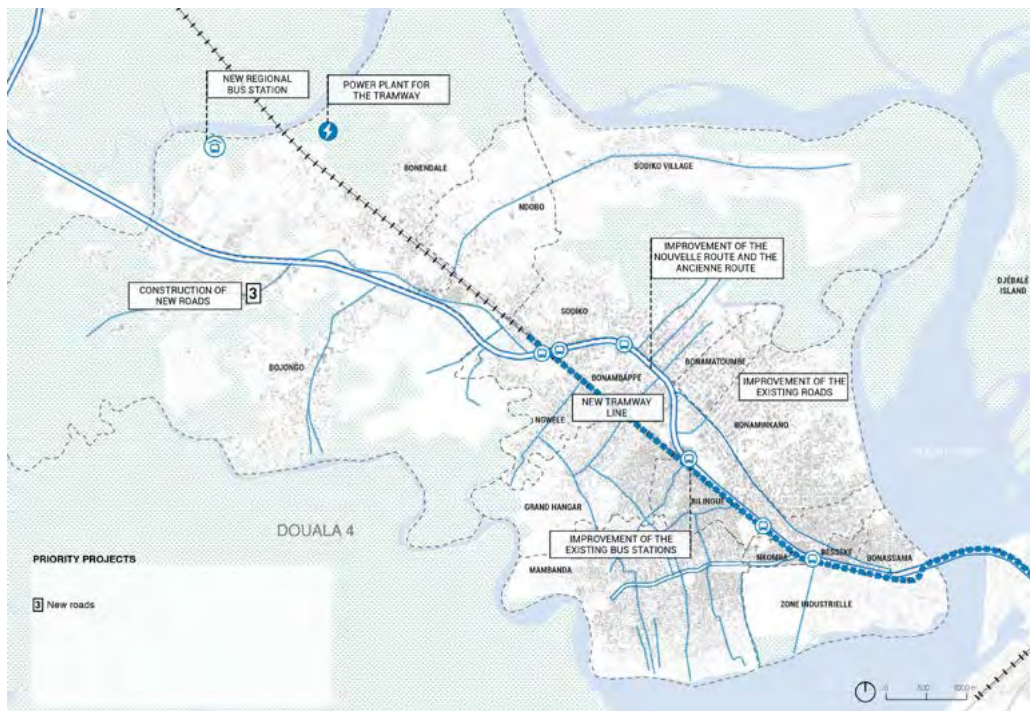 NEW REGIONAL
BUS STATION
POWER PLANT FOR
THE TRAMWAY
BONENDALE
SODIKO VILLAGE
NDOBO
IMPROVEMENT OF THE
NOUVELLE ROUTE AND THE
ANCIENNE ROUTE
DJÉBALÉ
ISLAND
CONSTRUCTION OF
NEW ROADS
3
SODIKO
BONAMATOUMBE
BOJONGO
BONAMBAPPE
IMPROVEMENT OF THE
EXISTING ROADS
NEW TRAMWAY
LINE
NGWELE
BONAMINKANO
GRAND HANGAR
BILINGUE
DOUALA 4
IMPROVEMENT OF THE
EXISTING BUS STATIONS
NKOMBA
BESSEKE
BONASSAMA
MAMBANDA
ZONE INDUSTRIELLE
PRIORITY PROJECTS
3 New roads
0 500 1000 m